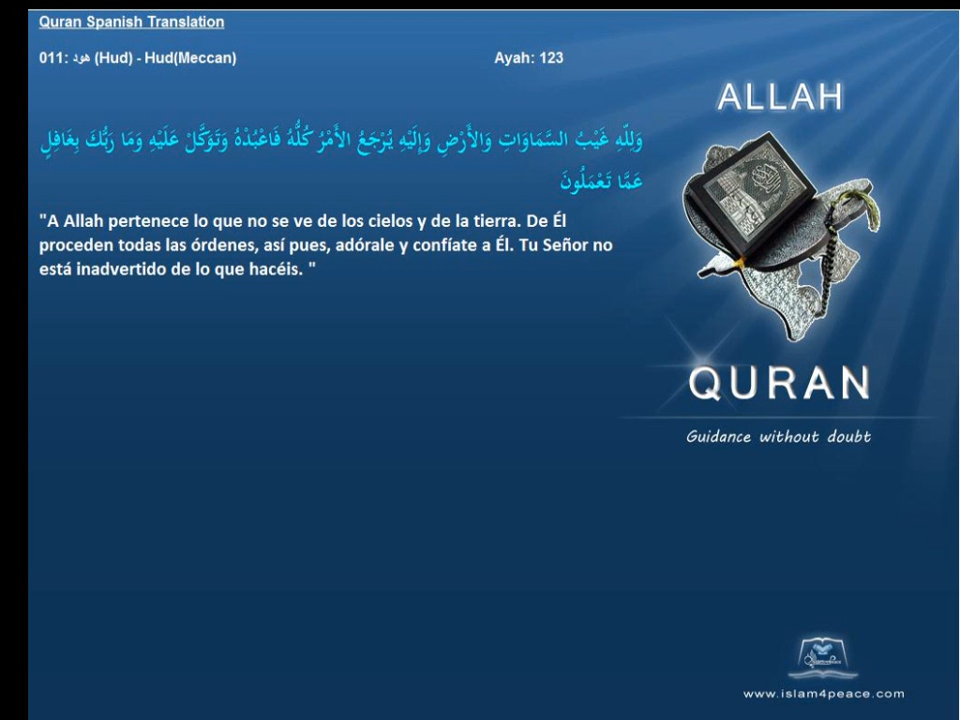 Quran Spanish Translation
011: هود (Hud) - Hud(Meccan) Ayah: 123
ALLAH
وَلِلّهِ غَيْبُ السَّمَاوَاتِ وَالأَرْضِ وَإِلَيْهِ يُرْجَعُ الأَمْرُ كُلُّهُ فَاعْبُدْهُ وَتَوَكَّلْ عَلَيْهِ وَمَا رَبُّكَ بِغَافِلٍ
عَمَّا تَعْمَلُونَ
"A Allah pertenece lo que no se ve de los cielos y de la tierra. De Él
proceden todas las órdenes, así pues, adórale y confíate a Él. Tu Señor no
está inadvertido de lo que hacéis. "
QURAN
Guidance without doubt
www.islam4peace.com